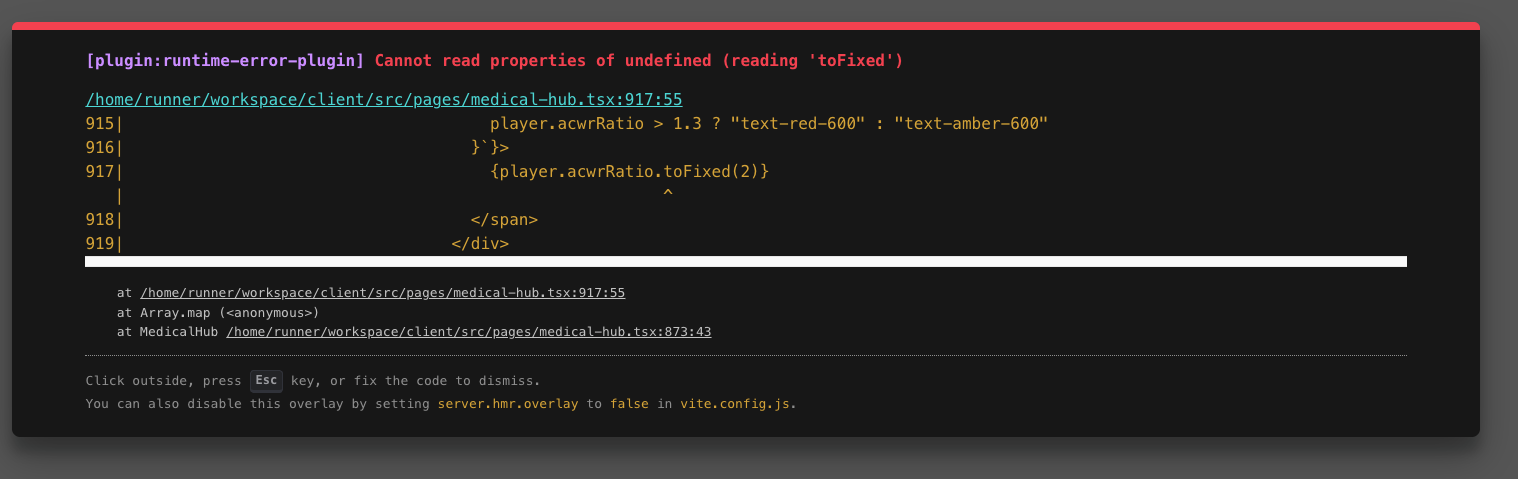 [plugin:runtime-error-plugin] Cannot read properties of undefined (reading 'toFixed')
/home/runner/workspace/client/src/pages/medical-hub.tsx:917:55
915|                                      player.acwrRatio > 1.3 ? "text-red-600" : "text-amber-600"
916|                                    }`}>
917|                                      {player.acwrRatio.toFixed(2)}
   |                                                        ^
918|                                    </span>
919|                                  </div>
at /home/runner/workspace/client/src/pages/medical-hub.tsx:917:55
at Array.map (<anonymous>)
at MedicalHub /home/runner/workspace/client/src/pages/medical-hub.tsx:873:43
Click outside, press Esc key, or fix the code to dismiss.
You can also disable this overlay by setting server.hmr.overlay to false in vite.config.js.